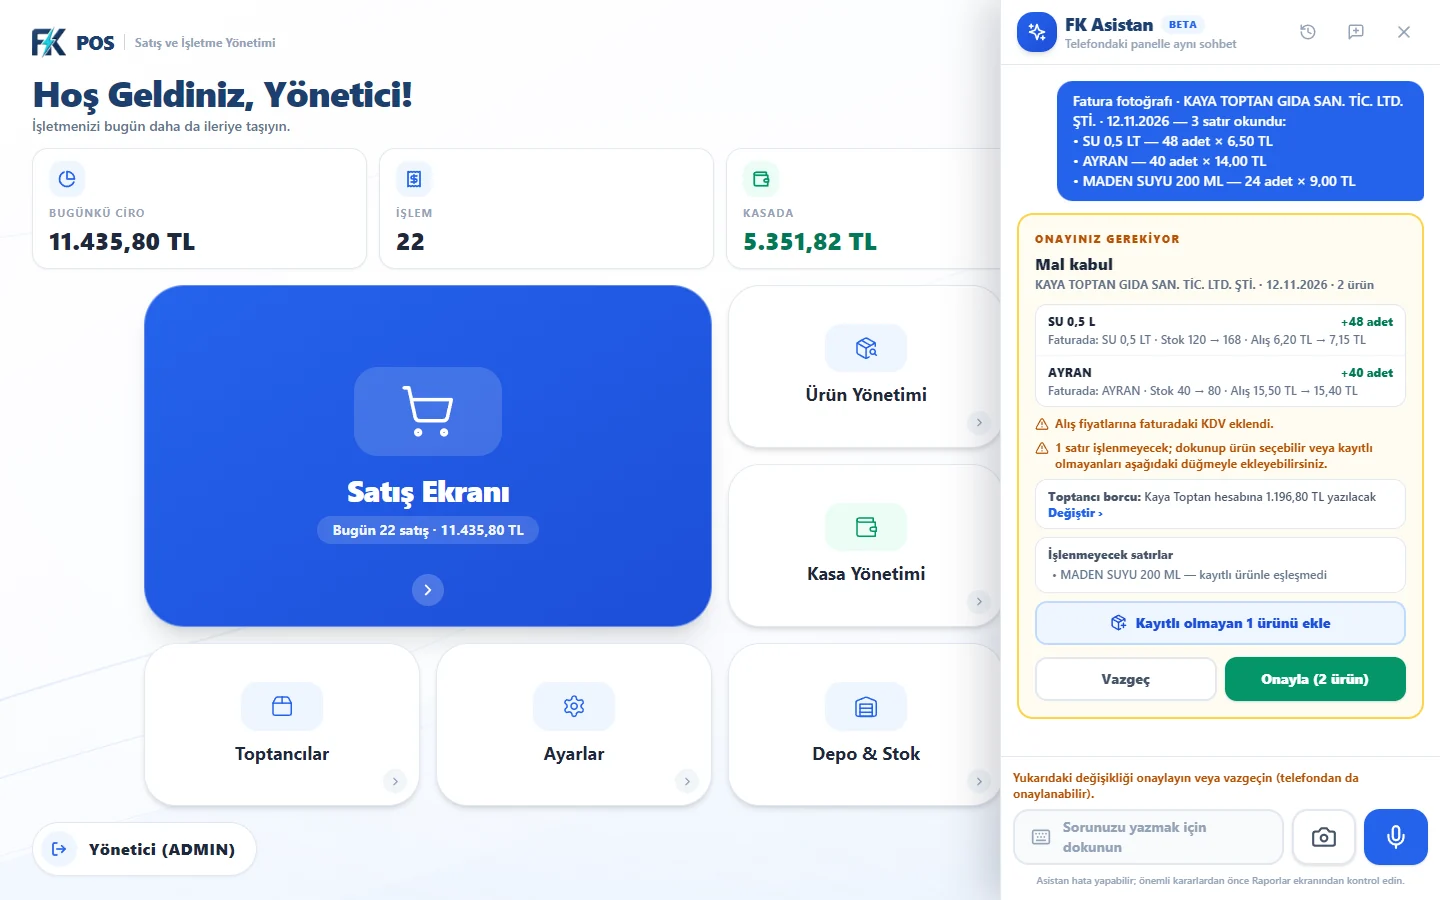 FK POS Satış ve İşletme Yönetimi
Hoş Geldiniz, Yönetici!
İşletmenizi bugün daha da ileriye taşıyın.
BUGÜNKÜ CİRO
11.435,80 TL
İŞLEM
22
KASADA
5.351,82 TL
Satış Ekranı
Bugün 22 satış · 11.435,80 TL
Ürün Yönetimi
Kasa Yönetimi
Toptancılar
Ayarlar
Depo & Stok
Yönetici (ADMIN)
FK Asistan BETA
Telefondaki panelle aynı sohbet
Fatura fotoğrafı · KAYA TOPTAN GIDA SAN. TİC. LTD.
ŞTİ. · 12.11.2026 — 3 satır okundu:
• SU 0,5 LT — 48 adet × 6,50 TL
• AYRAN — 40 adet × 14,00 TL
• MADEN SUYU 200 ML — 24 adet × 9,00 TL
ONAYINIZ GEREKİYOR
Mal kabul
KAYA TOPTAN GIDA SAN. TİC. LTD. ŞTİ. · 12.11.2026 · 2 ürün
SU 0,5 L +48 adet
Faturada: SU 0,5 LT · Stok 120 → 168 · Alış 6,20 TL → 7,15 TL
AYRAN +40 adet
Faturada: AYRAN · Stok 40 → 80 · Alış 15,50 TL → 15,40 TL
Alış fiyatlarına faturadaki KDV eklendi.
1 satır işlenmeyecek; dokunup ürün seçebilir veya kayıtlı
olmayanları aşağıdaki düğmeyle ekleyebilirsiniz.
Toptancı borcu: Kaya Toptan hesabına 1.196,80 TL yazılacak
Değiştir ›
İşlenmeyecek satırlar
• MADEN SUYU 200 ML — kayıtlı ürünle eşleşmedi
Kayıtlı olmayan 1 ürünü ekle
Vazgeç
Onayla (2 ürün)
Yukarıdaki değişikliği onaylayın veya vazgeçin (telefondan da
onaylanabilir).
Sorunuzu yazmak için
dokunun
Asistan hata yapabilir; önemli kararlardan önce Raporlar ekranından kontrol edin.